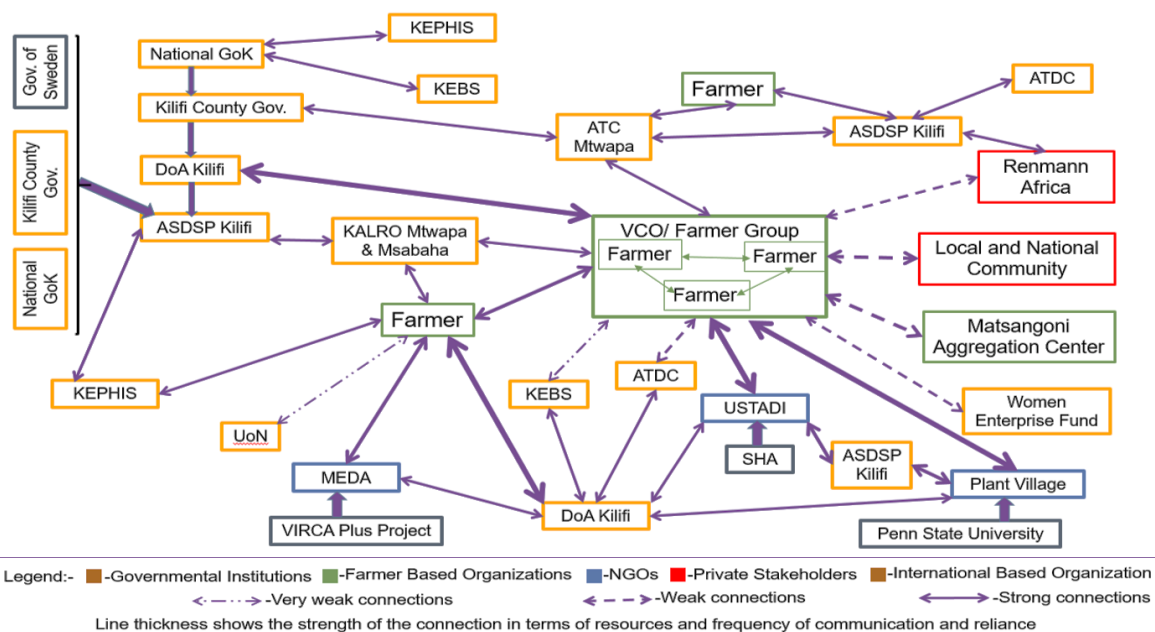 Gov. of
Sweden
Kilifi County
Gov.
National
GoK
National GoK
KEPHIS
KEBS
Kilifi County Gov.
DoA Kilifi
ASDSP Kilifi
KALRO Mtwapa
& Msabaha
Farmer
ATC
Mtwapa
ASDSP Kilifi
ATDC
Renmann
Africa
VCO/ Farmer Group
Farmer
Farmer
Farmer
Local and National
Community
Matsangoni
Aggregation Center
Women
Enterprise Fund
Farmer
KEPHIS
UoN
MEDA
VIRCA Plus Project
KEBS
ATDC
DoA Kilifi
USTADI
SHA
ASDSP
Kilifi
Plant Village
Penn State University
Legend:- -Governmental Institutions -Farmer Based Organizations -NGOs -Private Stakeholders -International Based Organization
-Very weak connections -Weak connections -Strong connections
Line thickness shows the strength of the connection in terms of resources and frequency of communication and reliance